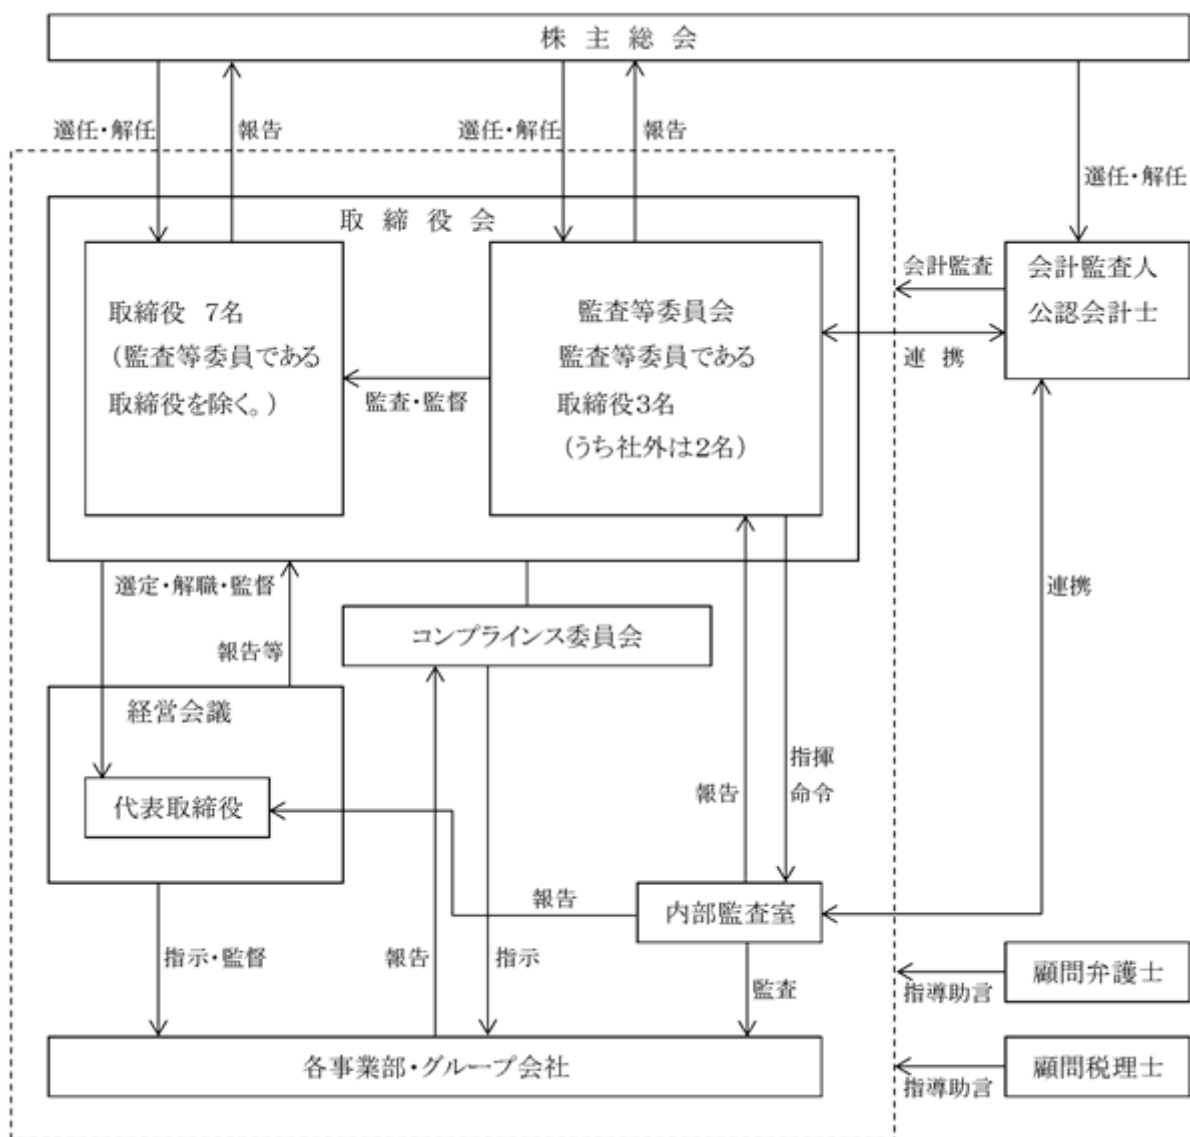 株主総会
選任・解任
報告
選任・解任
報告
選任・解任
取締役会
取締役 7名
（監査等委員である
取締役を除く。）
監査・監督
監査等委員会
監査等委員である
取締役3名
（うち社外は2名）
会計監査
連携
会計監査人
公認会計士
選定・解職・監督
報告等
コンプラインス委員会
連携
経営会議
代表取締役
報告
指揮
命令
報告
内部監査室
指示・監督
報告
指示
監査
指導助言
顧問弁護士
各事業部・グループ会社
指導助言
顧問税理士